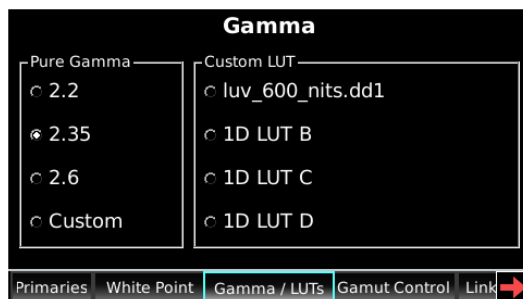 Gamma
Pure Gamma
2.2
2.35
2.6
Custom
Custom LUT
luv_600_nits.dd1
1D LUT B
1D LUT C
1D LUT D
Primaries White Point Gamma / LUTs Gamut Control Link